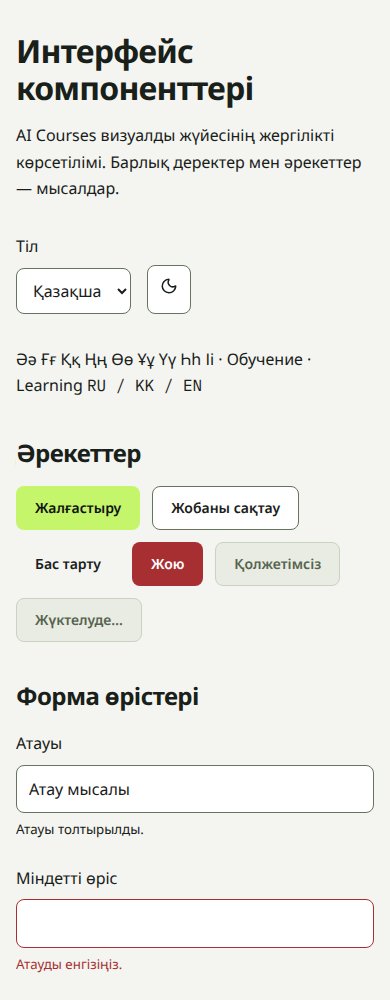 Интерфейс
компоненттері
AI Courses визуалды жүйесінің жергілікті
көрсетілімі. Барлық деректер мен әрекеттер
— мысалдар.
Тіл
Қазақша
Әә Ғғ Ққ Ңң Өө Ұұ Үү Һһ Іі · Обучение ·
Learning RU / KK / EN
Әрекеттер
Жалғастыру
Жобаны сақтау
Бас тарту
Жою
Қолжетімсіз
Жүктелуде…
Форма өрістері
Атауы
Атау мысалы
Атауы толтырылды.
Міндетті өріс
Атауды енгізіңіз.